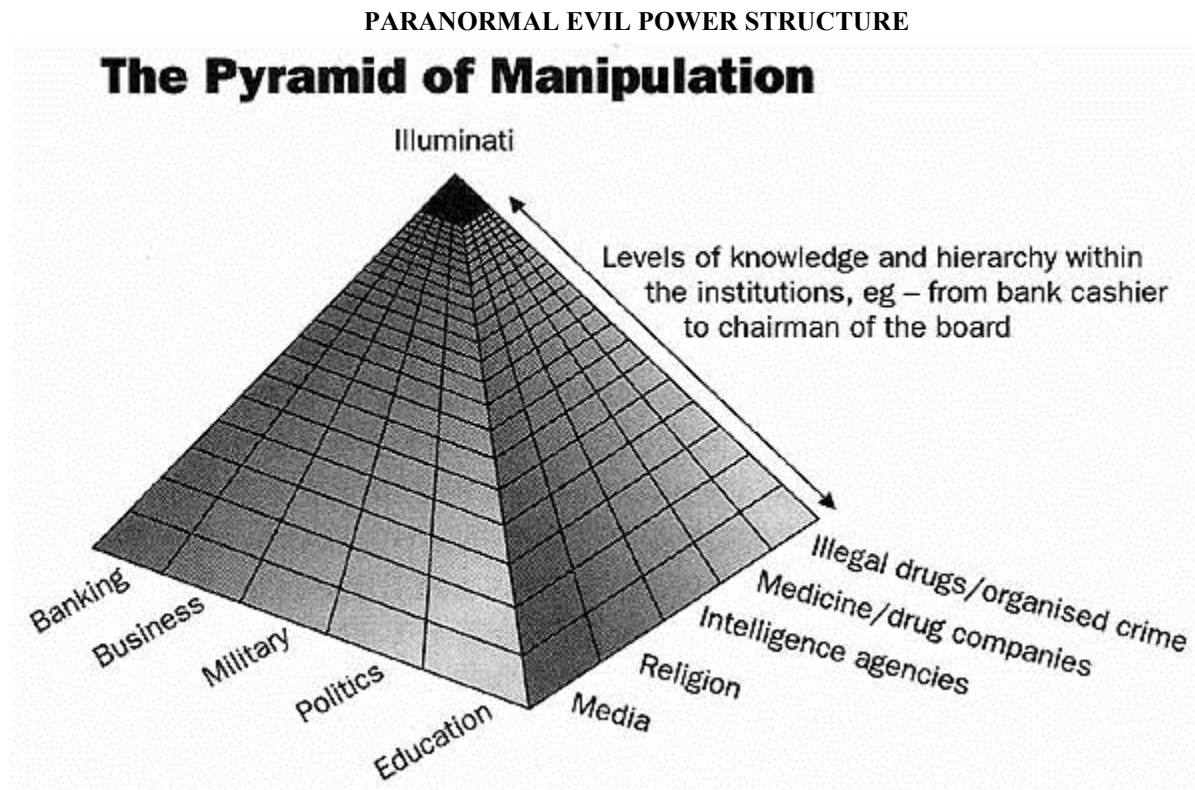 PARANORMAL EVIL POWER STRUCTURE
The Pyramid of Manipulation
Illuminati
Levels of knowledge and hierarchy within
the institutions, eg – from bank cashier
to chairman of the board
Banking
Business
Military
Politics
Education
Media
Religion
Intelligence agencies
Medicine/drug companies
Illegal drugs/organised crime